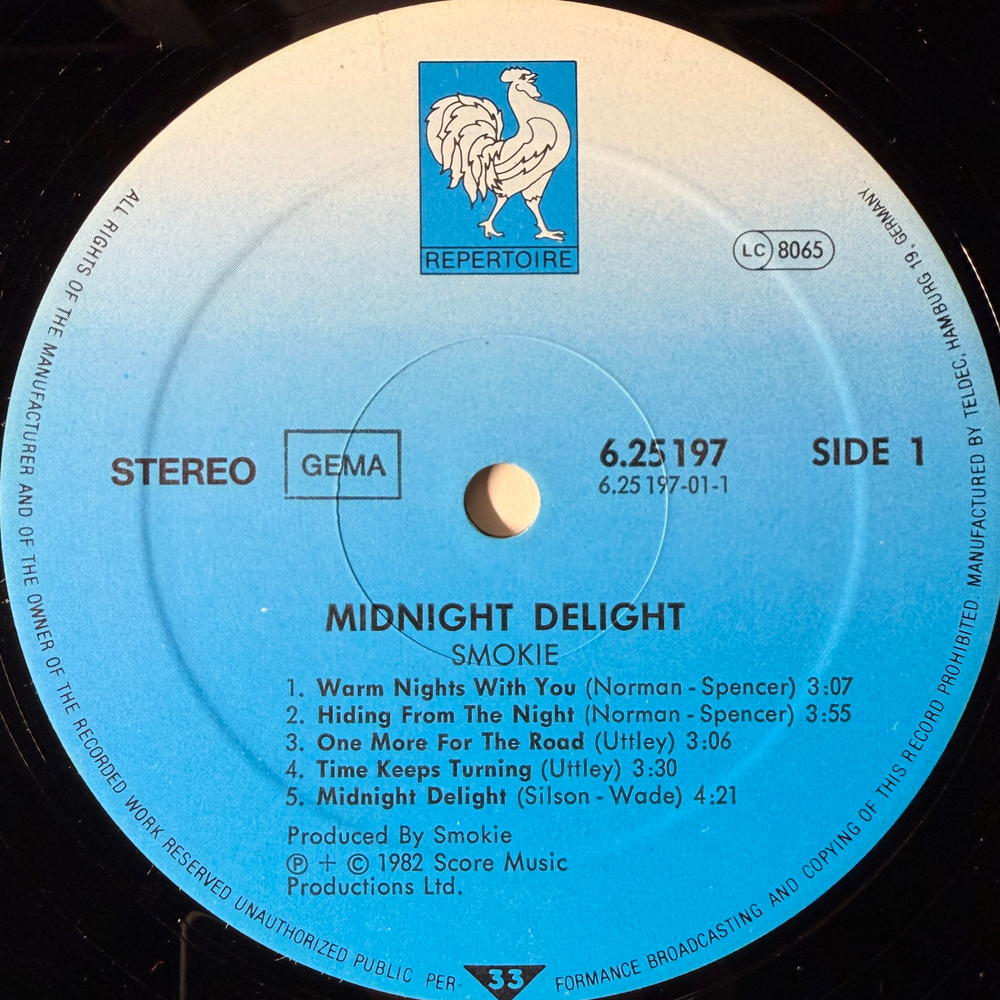 REPERTOIRE
LC 8065
STEREO
GEMA
6.25197
6.25197-01-1
SIDE 1
MIDNIGHT DELIGHT
SMOKIE
1. Warm Nights With You (Norman - Spencer) 3:07
2. Hiding From The Night (Norman - Spencer) 3:55
3. One More For The Road (Uttley) 3:06
4. Time Keeps Turning (Uttley) 3:30
5. Midnight Delight (Silson - Wade) 4:21
Produced By Smokie
℗ + © 1982 Score Music
Productions Ltd.
ALL RIGHTS OF THE MANUFACTURER AND OF THE OWNER OF THE RECORDED WORK RESERVED UNAUTHORIZED PUBLIC PER-
33
FORMANCE BROADCASTING AND COPYING OF THIS RECORD PROHIBITED. MANUFACTURED BY TELDEC, HAMBURG 19, GERMANY